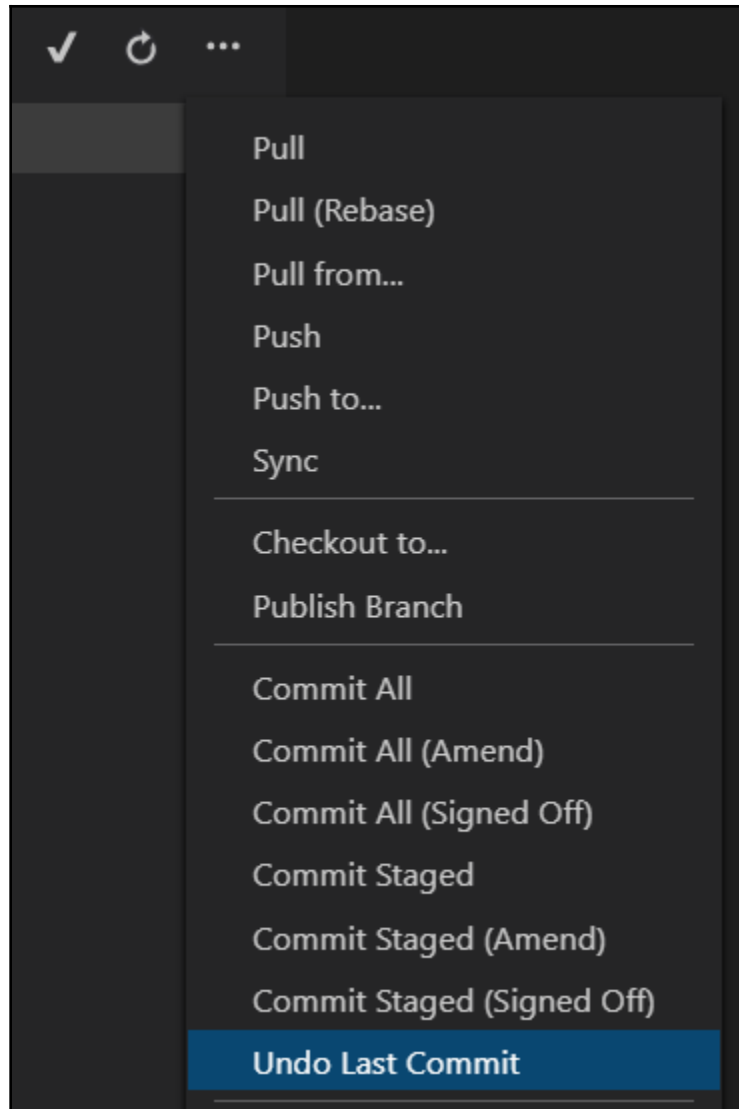 Pull
Pull (Rebase)
Pull from...
Push
Push to...
Sync
Checkout to...
Publish Branch
Commit All
Commit All (Amend)
Commit All (Signed Off)
Commit Staged
Commit Staged (Amend)
Commit Staged (Signed Off)
Undo Last Commit